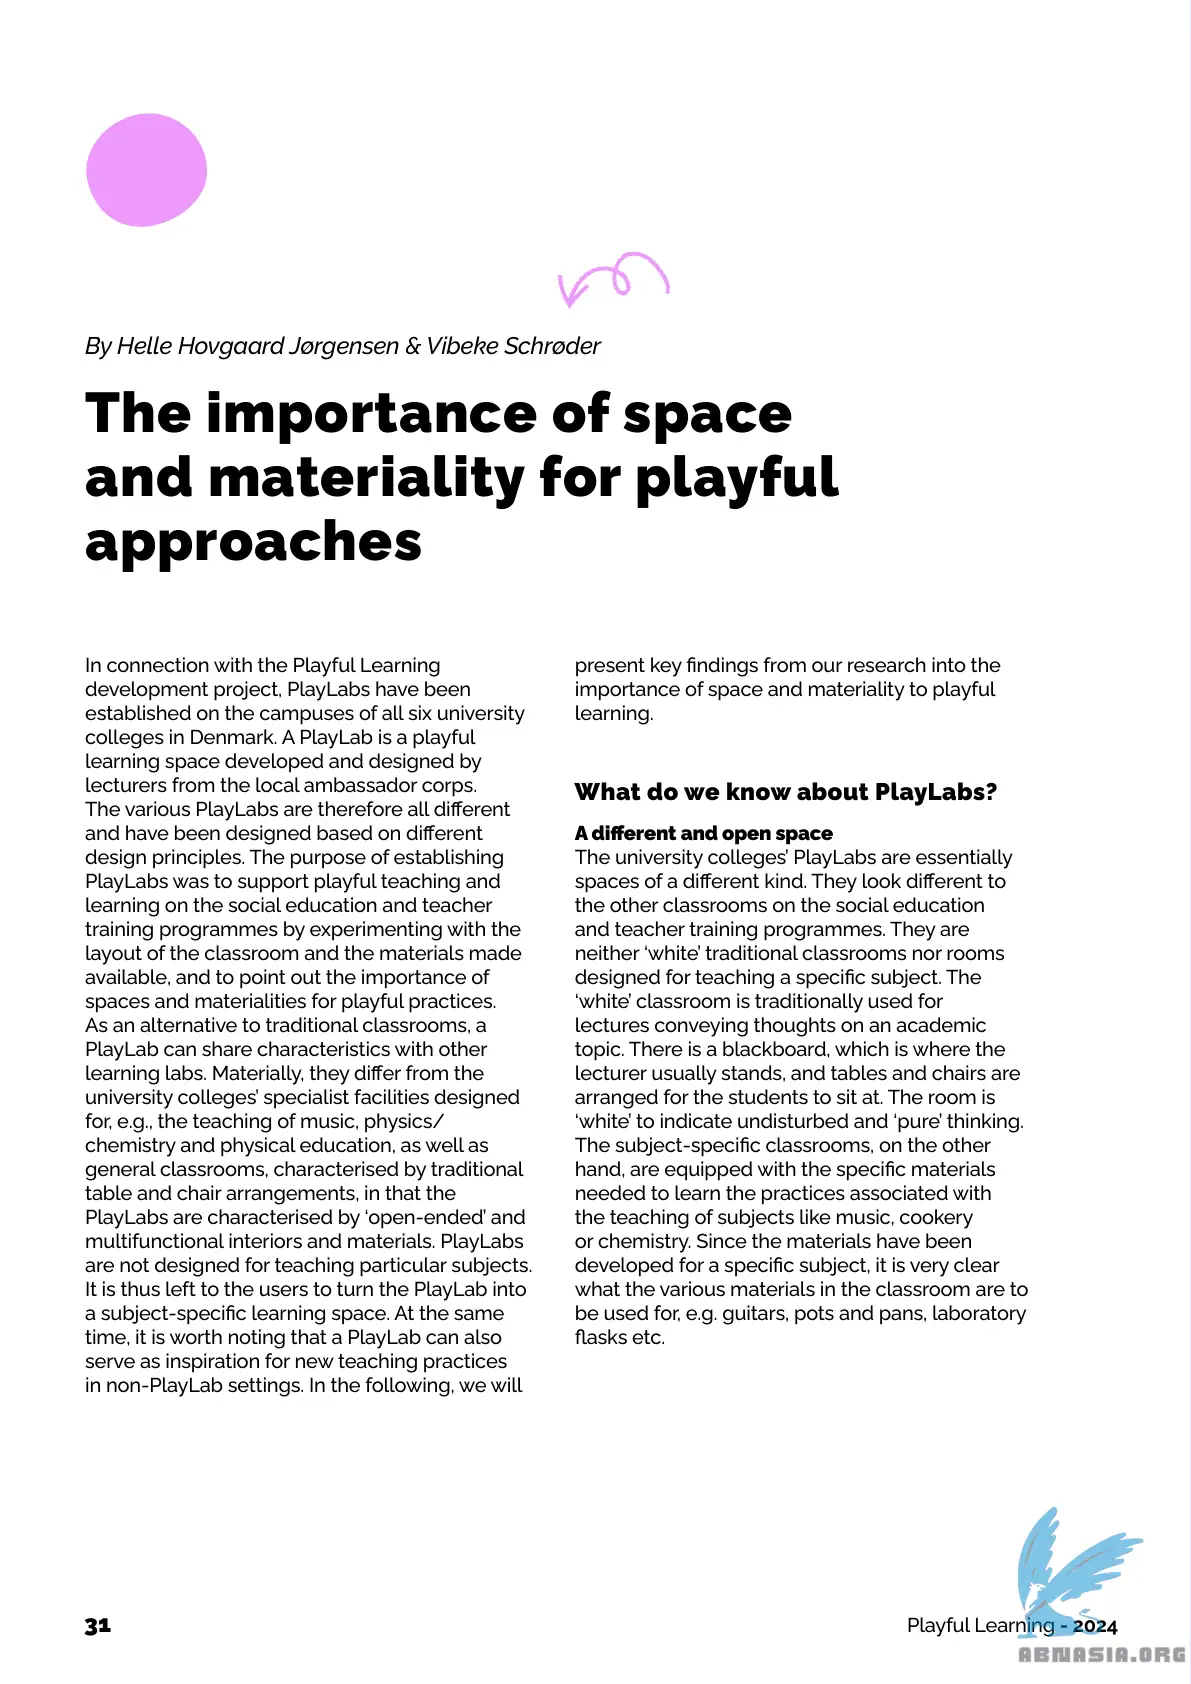 By Helle Hovgaard Jørgensen & Vibeke Schrøder
The importance of space
and materiality for playful
approaches
In connection with the Playful Learning
development project, PlayLabs have been
established on the campuses of all six university
colleges in Denmark. A PlayLab is a playful
learning space developed and designed by
lecturers from the local ambassador corps.
The various PlayLabs are therefore all different
and have been designed based on different
design principles. The purpose of establishing
PlayLabs was to support playful teaching and
learning on the social education and teacher
training programmes by experimenting with the
layout of the classroom and the materials made
available, and to point out the importance of
spaces and materialities for playful practices.
As an alternative to traditional classrooms, a
PlayLab can share characteristics with other
learning labs. Materially, they differ from the
university colleges’ specialist facilities designed
for, e.g., the teaching of music, physics/
chemistry and physical education, as well as
general classrooms, characterised by traditional
table and chair arrangements, in that the
PlayLabs are characterised by ‘open-ended’ and
multifunctional interiors and materials. PlayLabs
are not designed for teaching particular subjects.
It is thus left to the users to turn the PlayLab into
a subject-specific learning space. At the same
time, it is worth noting that a PlayLab can also
serve as inspiration for new teaching practices
in non-PlayLab settings. In the following, we will
present key findings from our research into the
importance of space and materiality to playful
learning.
What do we know about PlayLabs?
A different and open space
The university colleges’ PlayLabs are essentially
spaces of a different kind. They look different to
the other classrooms on the social education
and teacher training programmes. They are
neither ‘white’ traditional classrooms nor rooms
designed for teaching a specific subject. The
‘white’ classroom is traditionally used for
lectures conveying thoughts on an academic
topic. There is a blackboard, which is where the
lecturer usually stands, and tables and chairs are
arranged for the students to sit at. The room is
‘white’ to indicate undisturbed and ‘pure’ thinking.
The subject-specific classrooms, on the other
hand, are equipped with the specific materials
needed to learn the practices associated with
the teaching of subjects like music, cookery
or chemistry. Since the materials have been
developed for a specific subject, it is very clear
what the various materials in the classroom are to
be used for, e.g. guitars, pots and pans, laboratory
flasks etc.
31
Playful Learning - 2024
ABNASIA.ORG